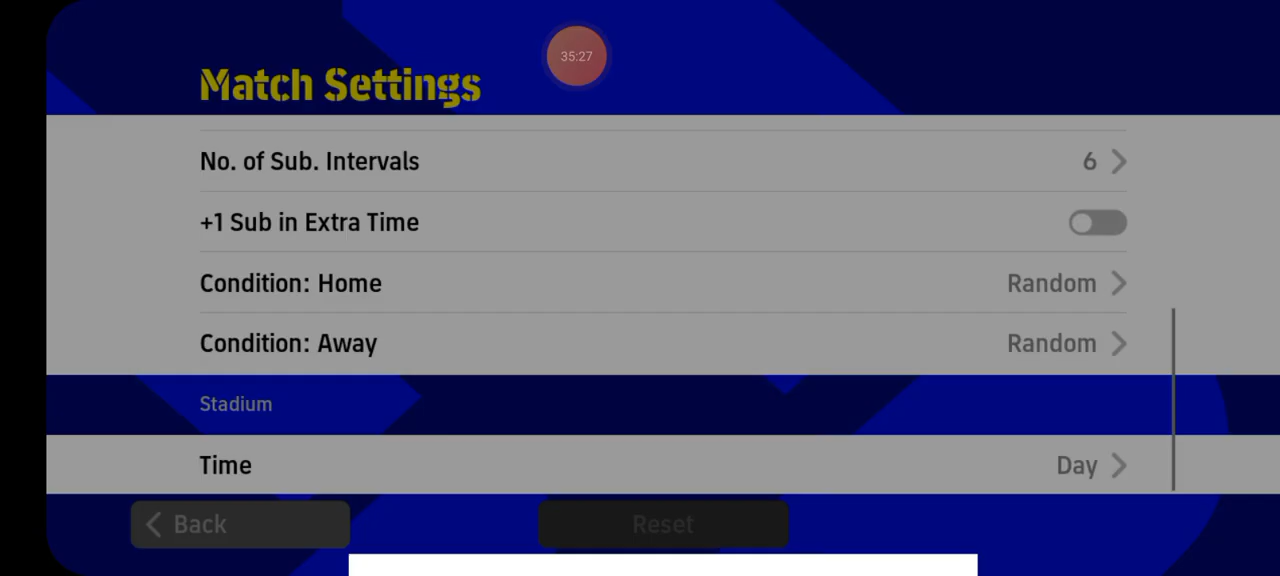 35:27
Match Settings
No. of Sub. Intervals 6
+1 Sub in Extra Time
Condition: Home Random
Condition: Away Random
Stadium
Time Day
Back Reset